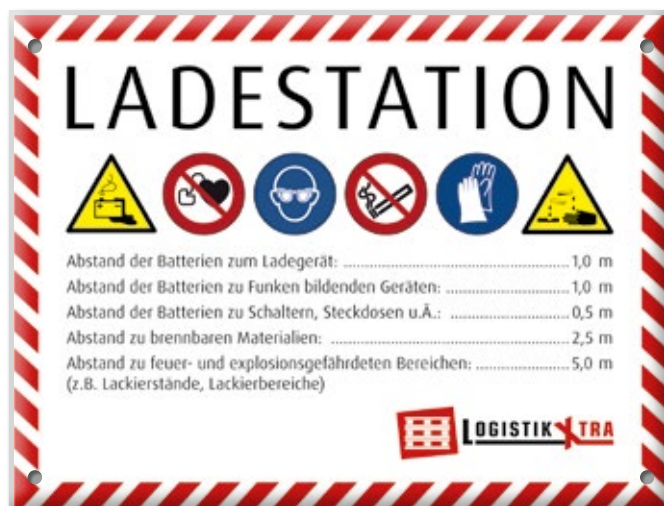 LADESTATION
Abstand der Batterien zum Ladegerät: 1,0 m
Abstand der Batterien zu Funken bildenden Geräten: 1,0 m
Abstand der Batterien zu Schaltern, Steckdosen u.Ä.: 0,5 m
Abstand zu brennbaren Materialien: 2,5 m
Abstand zu feuer- und explosionsgefährdeten Bereichen: 5,0 m
(z.B. Lackierstände, Lackierbereiche)
LOGISTIK XTRA